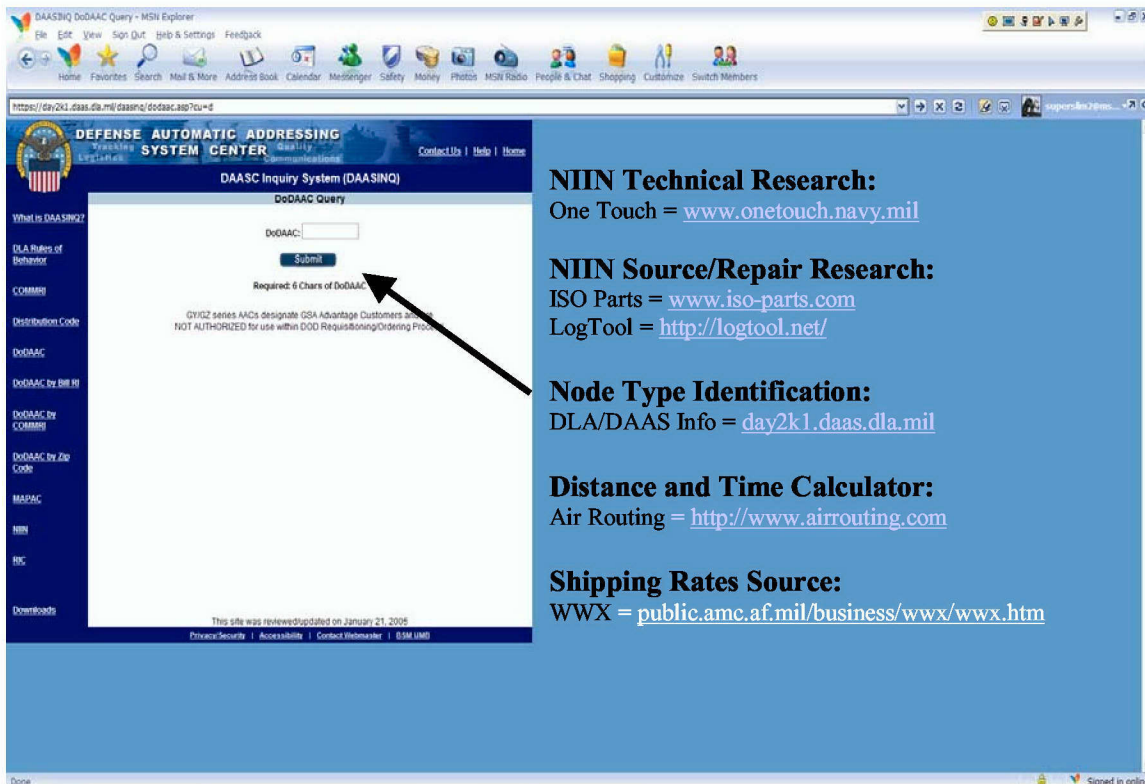 DAASINQ DoDAAC Query - MSN Explorer
File Edit View Sign Out Help & Settings Feedback
Home Favorites Search Mail & More Address Book Calendar Messenger Safety Money Photos MSN Radio People & Chat Shopping Customize Switch Members
https://day2k1.daas.dla.mil/daasinq/dodaac.asp?cu=d
DEFENSE AUTOMATIC ADDRESSING
SYSTEM CENTER
Tracking Quality
Communications
Contact Us | Help | Home
DAASC Inquiry System (DAASINQ)
DoDAAC Query
What is DAASINQ?
DLA Rules of
Behavior
COMMRI
Distribution Code
DoDAAC
DoDAAC by Bill RI
DoDAAC by
COMMRI
DoDAAC by Zip
Code
MAPAC
NIIN
RIC
Downloads
DoDAAC:
Submit
Required: 6 Chars of DoDAAC
GY/GZ series AACs designate GSA Advantage Customers and are
NOT AUTHORIZED for use within DOD Requisitioning/Ordering Process
This site was reviewed/updated on January 21, 2005
Privacy/Security | Accessibility | Contact Webmaster | BSM UMD
NIIN Technical Research:
One Touch = www.onetouch.navy.mil
NIIN Source/Repair Research:
ISO Parts = www.iso-parts.com
LogTool = http://logtool.net/
Node Type Identification:
DLA/DAAS Info = day2k1.daas.dla.mil
Distance and Time Calculator:
Air Routing = http://www.airrouting.com
Shipping Rates Source:
WWX = public.amc.af.mil/business/wwx/wwx.htm
Done
Signed in